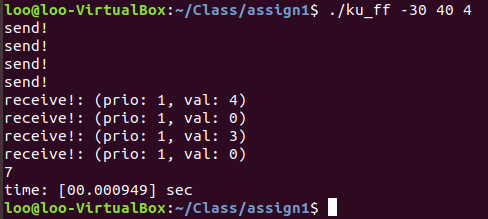 loo@loo-VirtualBox:~/Class/assign1$ ./ku_ff -30 40 4
send!
send!
send!
send!
receive!: (prio: 1, val: 4)
receive!: (prio: 1, val: 0)
receive!: (prio: 1, val: 3)
receive!: (prio: 1, val: 0)
7
time: [00.000949] sec
loo@loo-VirtualBox:~/Class/assign1$